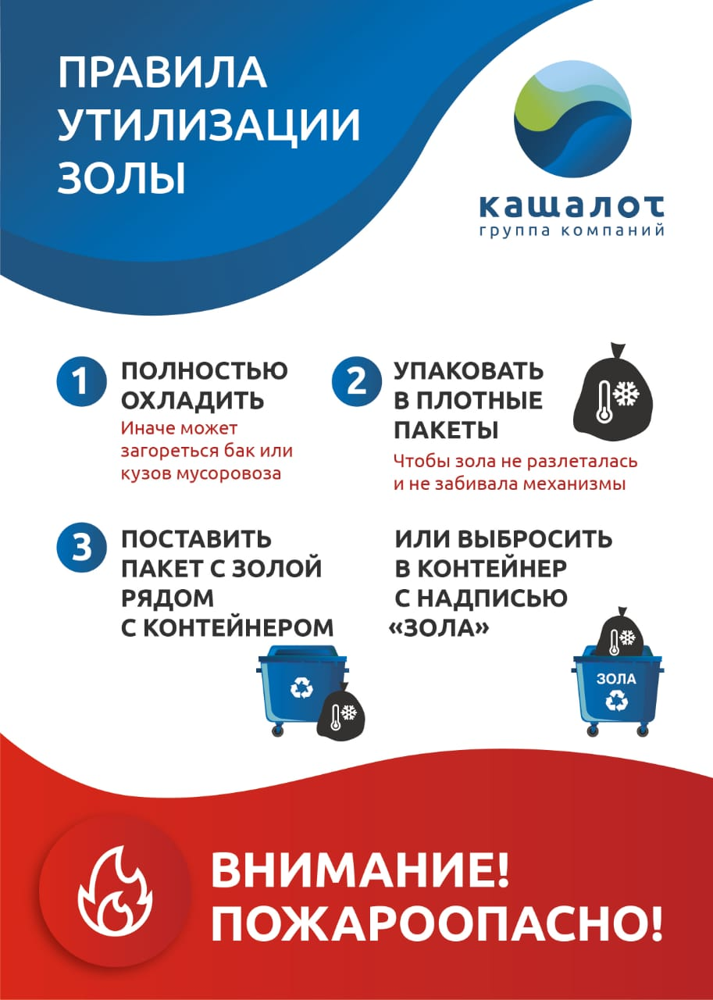 ПРАВИЛА
УТИЛИЗАЦИИ
ЗОЛЫ
кашалот
группа компаний
1
ПОЛНОСТЬЮ
ОХЛАДИТЬ
Иначе может
загореться бак или
кузов мусоровоза
2
УПАКОВАТЬ
В ПЛОТНЫЕ
ПАКЕТЫ
Чтобы зола не разлеталась
и не забивала механизмы
3
ПОСТАВИТЬ
ПАКЕТ С ЗОЛОЙ
РЯДОМ
С КОНТЕЙНЕРОМ
ИЛИ ВЫБРОСИТЬ
В КОНТЕЙНЕР
С НАДПИСЬЮ
«ЗОЛА»
ЗОЛА
ВНИМАНИЕ!
ПОЖАРООПАСНО!